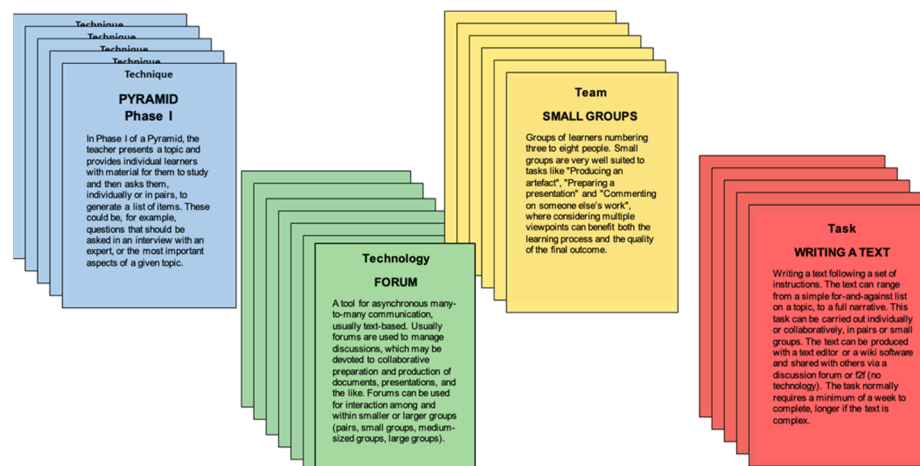 Technique
Technique
Technique
Technique
Technique
PYRAMID
Phase I
In Phase I of a Pyramid, the
teacher presents a topic and
provides individual learners
with material for them to study
and then asks them,
individually or in pairs, to
generate a list of items. These
could be, for example,
questions that should be
asked in an interview with an
expert, or the most important
aspects of a given topic.
Technology
FORUM
A tool for asynchronous many-
to-many communication,
usually text-based. Usually
forums are used to manage
discussions, which may be
devoted to collaborative
preparation and production of
documents, presentations, and
the like. Forums can be used
for interaction among and
within smaller or larger groups
(pairs, small groups, medium-
sized groups, large groups).
Team
SMALL GROUPS
Groups of learners numbering
three to eight people. Small
groups are very well suited to
tasks like "Producing an
artefact", "Preparing a
presentation" and "Commenting
on someone else's work",
where considering multiple
viewpoints can benefit both the
learning process and the quality
of the final outcome.
Task
WRITING A TEXT
Writing a text following a set of
instructions. The text can range
from a simple for-and-against list
on a topic, to a full narrative. This
task can be carried out individually
or collaboratively, in pairs or small
groups. The text can be produced
with a text editor or a wiki software
and shared with others via a
discussion forum or f2f (no
technology). The task normally
requires a minimum of a week to
complete, longer if the text is
complex.